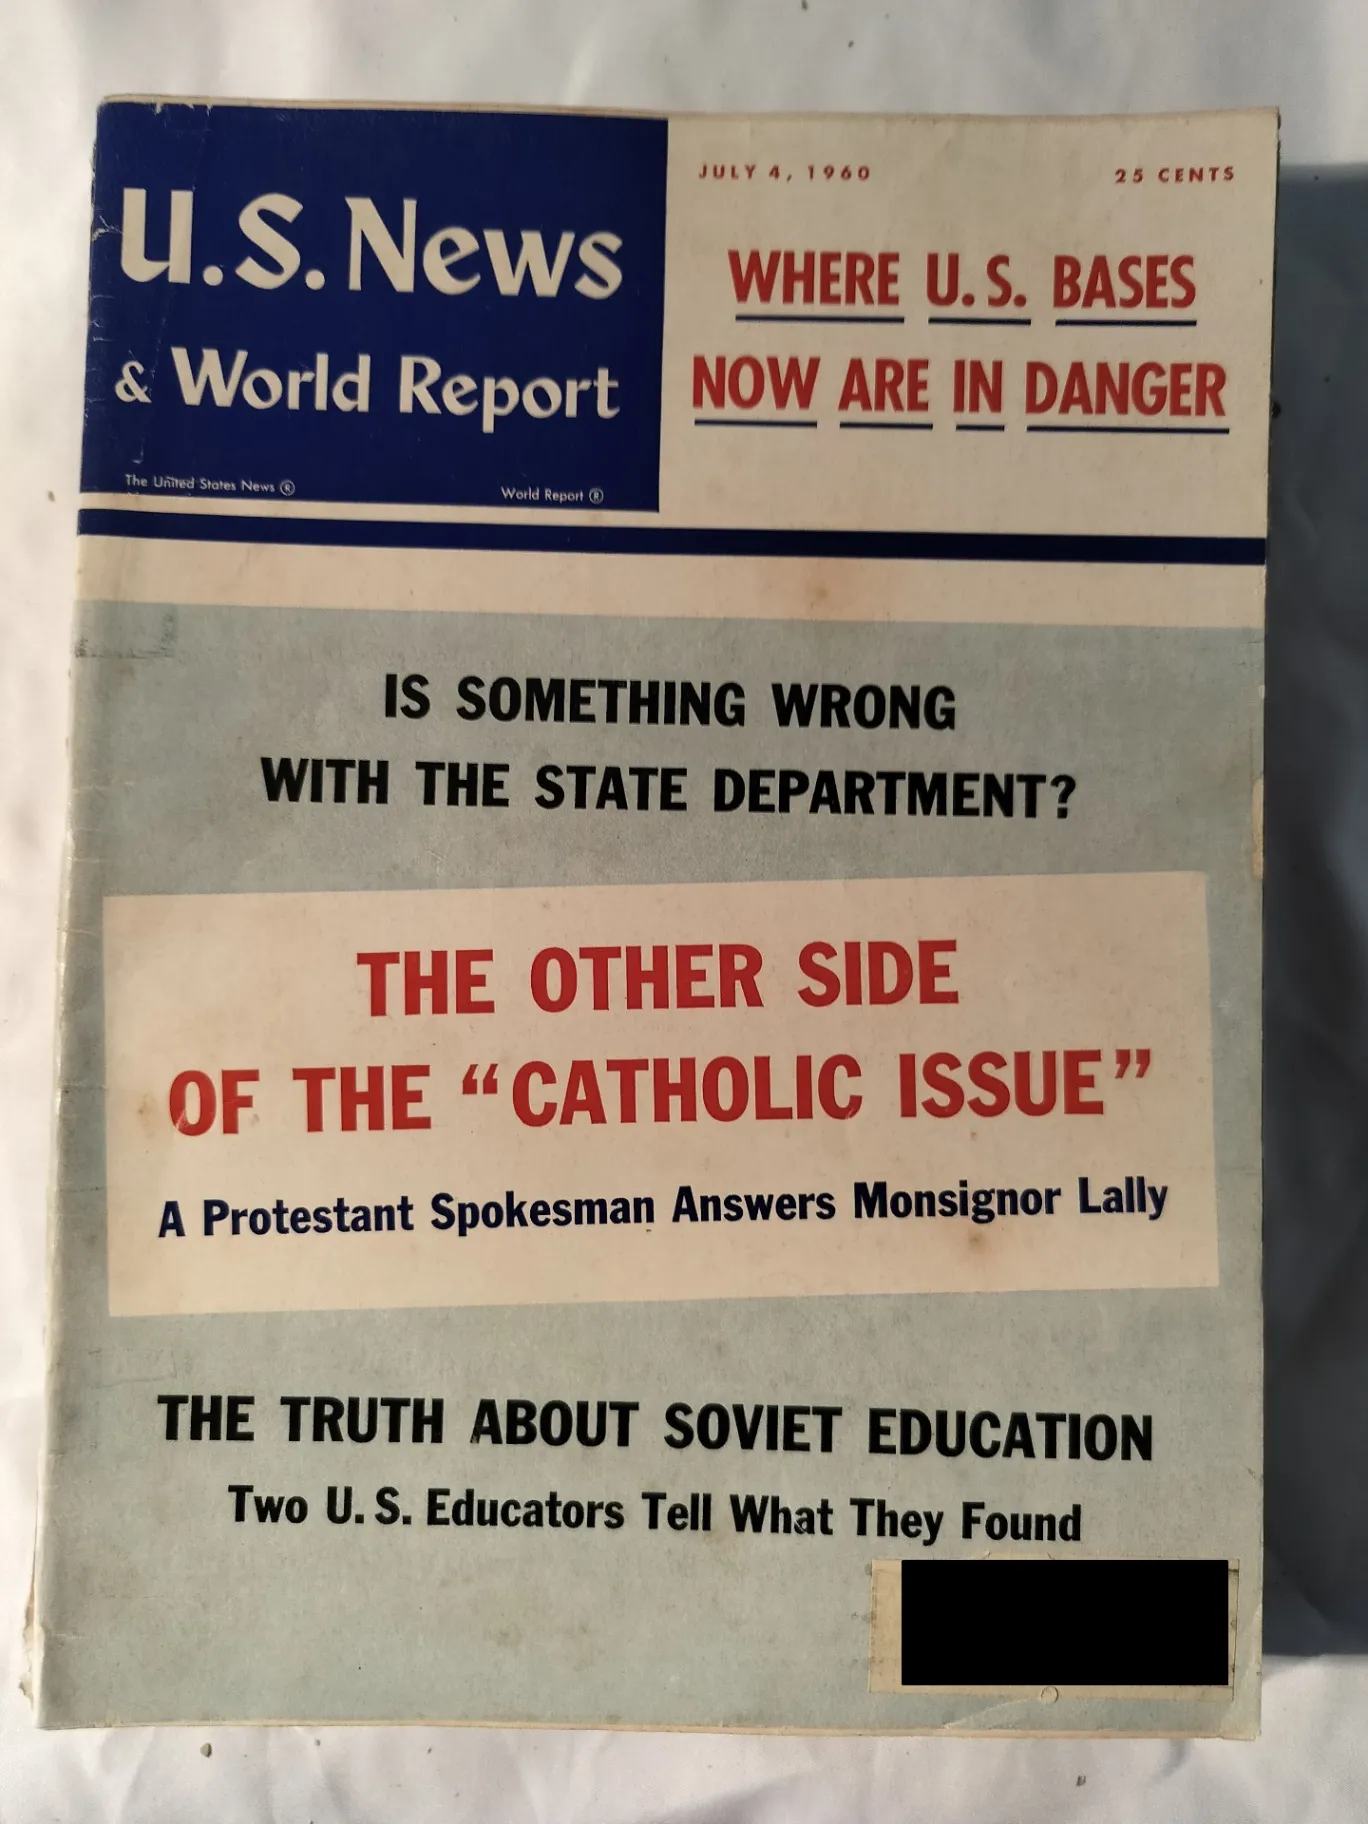 U.S. News
& World Report
The United States News ®
World Report ®
JULY 4, 1960
25 CENTS
WHERE U.S. BASES
NOW ARE IN DANGER
IS SOMETHING WRONG
WITH THE STATE DEPARTMENT?
THE OTHER SIDE
OF THE “CATHOLIC ISSUE”
A Protestant Spokesman Answers Monsignor Lally
THE TRUTH ABOUT SOVIET EDUCATION
Two U.S. Educators Tell What They Found